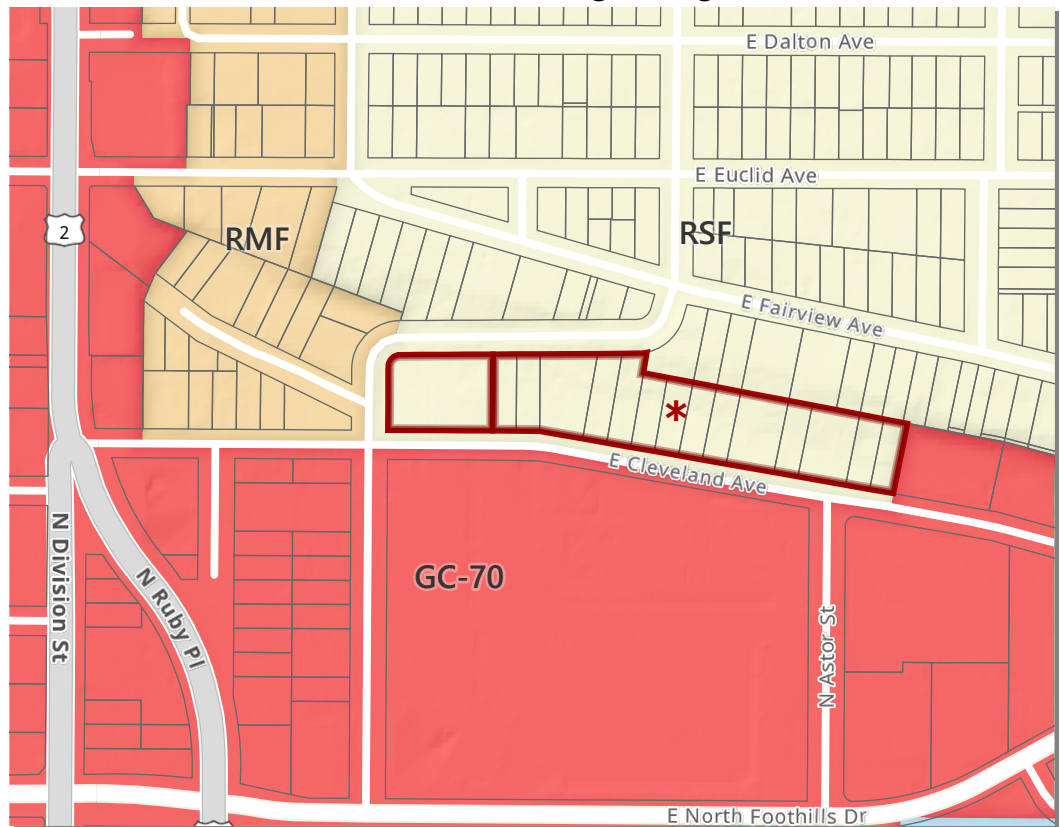 E Dalton Ave
E Euclid Ave
2
RMF
RSF
E Fairview Ave
*
E Cleveland Ave
N Division St
N Ruby Pl
GC-70
N Astor St
E North Foothills Dr